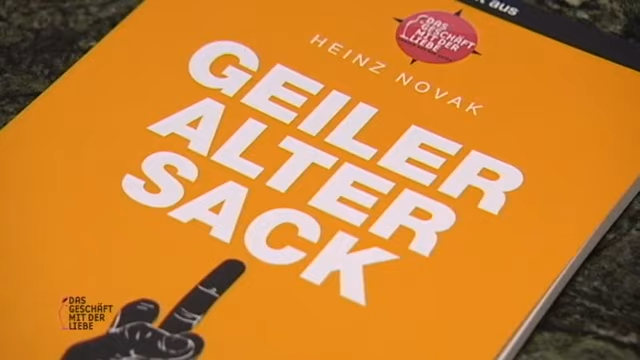 k aus
DAS
GESCHÄFT
MIT DER
LIEBE
HEINZ NOVAK
GEILER
ALTER
SACK
DAS
GESCHÄFT
MIT DER
LIEBE